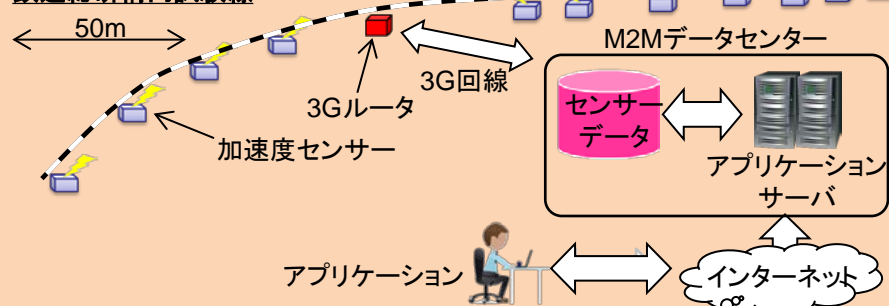 50m
M2Mデータセンター
3G回線
3Gルータ
センサー
データ
加速度センサー
アプリケーション
サーバ
アプリケーション
インターネット